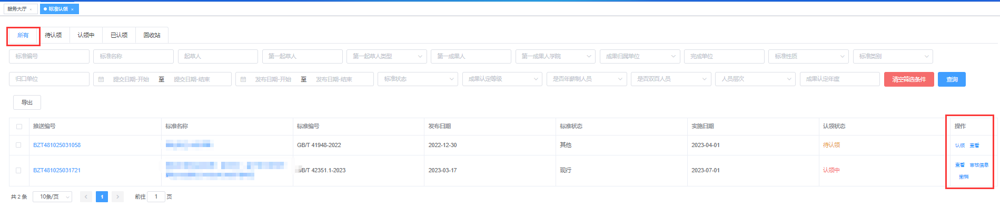 服务大厅 ×
标准认领 ×
所有 待认领 认领中 已认领 回收站
标准编号 标准名称 起草人 第一起草人 第一起草人类型 第一成果人 第一成果人学院 成果归属单位 完成单位 标准性质 标准类别
归口单位 提交日期-开始 至 提交日期-结束 发布日期-开始 至 发布日期-结束 标准状态 成果认定等级 是否年薪制人员 是否双百人员 人员层次 成果认定年度 清空筛选条件 查询
导出
推送编号 标准名称 标准编号 发布日期 标准状态 实施日期 认领状态 操作
BZT481025031058 GB/T 41948-2022 2022-12-30 其他 2023-04-01 待认领 认领 查看
BZT481025031721 GB/T 42351.1-2023 2023-03-17 现行 2023-07-01 认领中 查看 审核信息
撤销
共 2 条 10条/页 1 前往 1 页